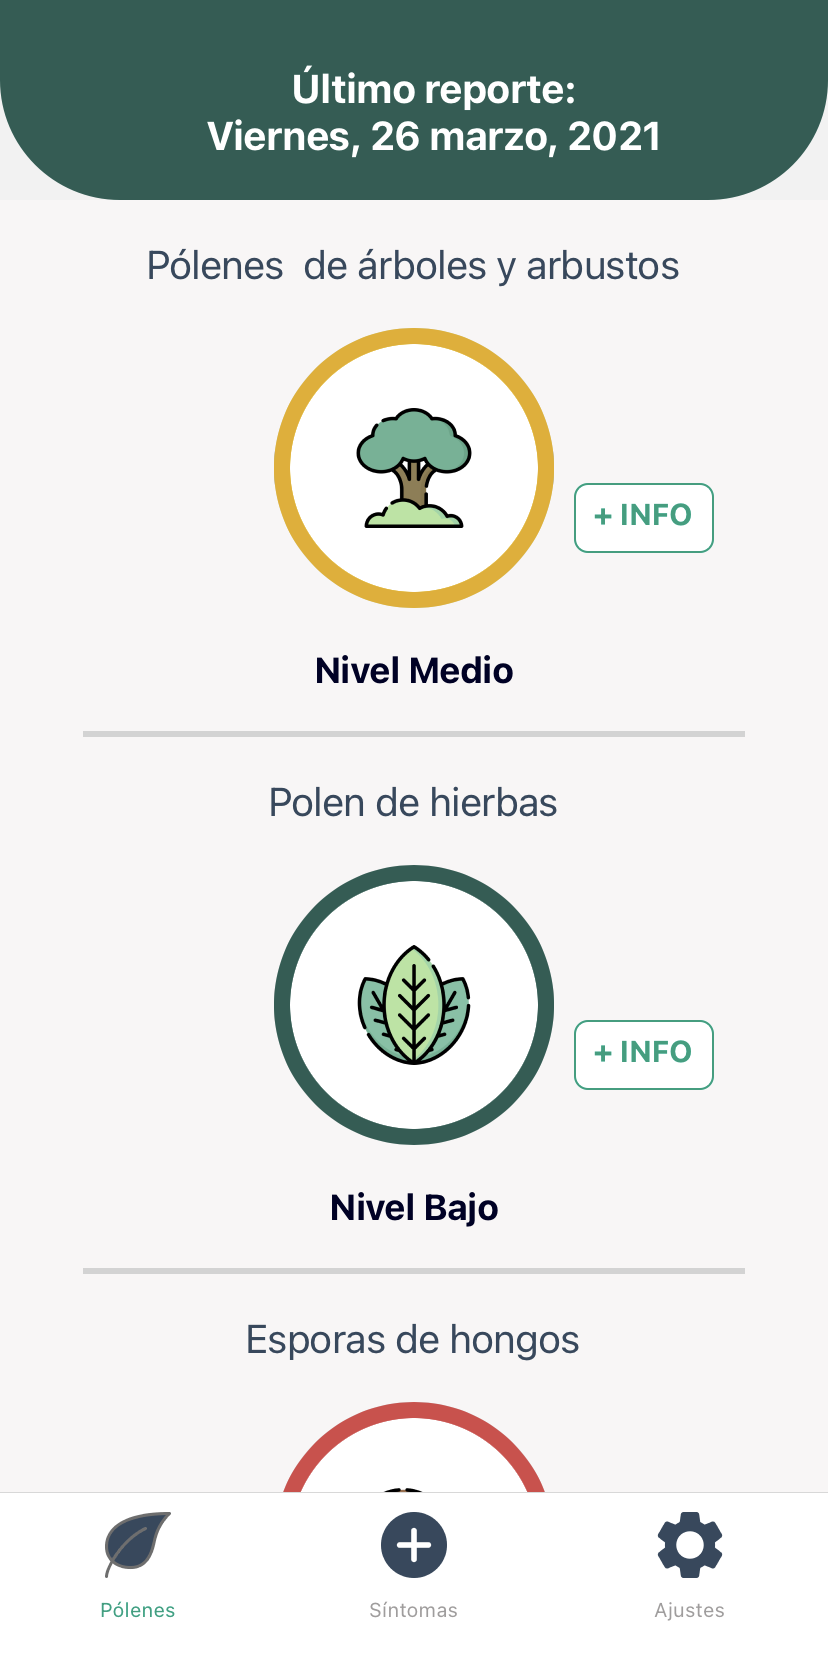 Último reporte:
Viernes, 26 marzo, 2021
Pólenes  de árboles y arbustos
+ INFO
Nivel Medio
Polen de hierbas
+ INFO
Nivel Bajo
Esporas de hongos
Pólenes
Síntomas
Ajustes